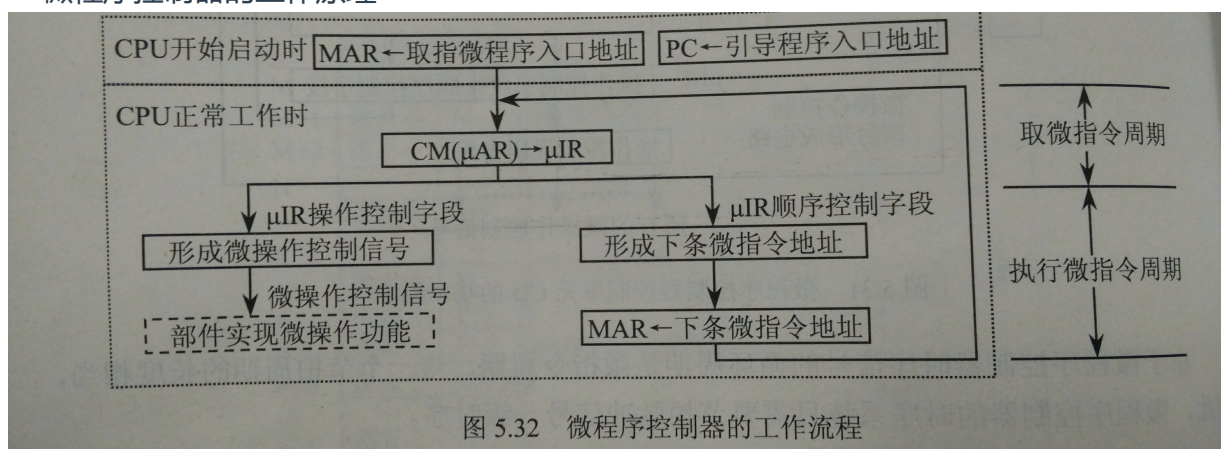 微程序控制器的工作原理
CPU开始启动时 MAR←取指微程序入口地址 PC←引导程序入口地址
CPU正常工作时
取微指令周期
CM(μAR)→μIR
μIR操作控制字段 μIR顺序控制字段
形成微操作控制信号 形成下条微指令地址
执行微指令周期
微操作控制信号
部件实现微操作功能 MAR←下条微指令地址
图 5.32 微程序控制器的工作流程